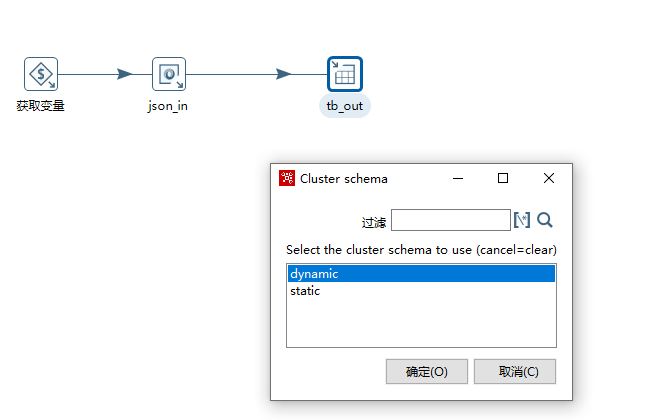 获取变量
json_in
tb_out
Cluster schema
过滤
Select the cluster schema to use (cancel=clear)
dynamic
static
确定(O)
取消(C)